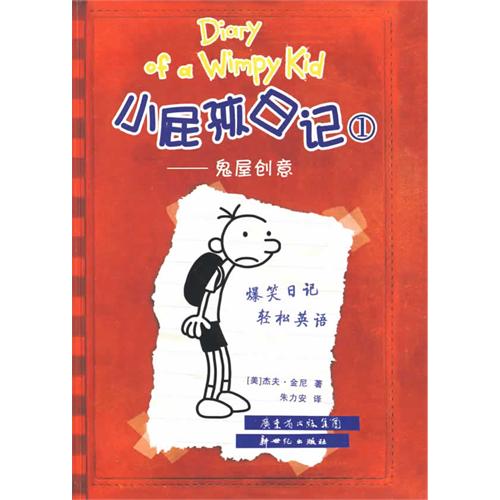 Diary
of a Wimpy Kid
小屁孩日记①
——鬼屋创意
爆笑日记
轻松英语
[美]杰夫·金尼 著
朱力安 译
广东省出版集团
新世纪出版社